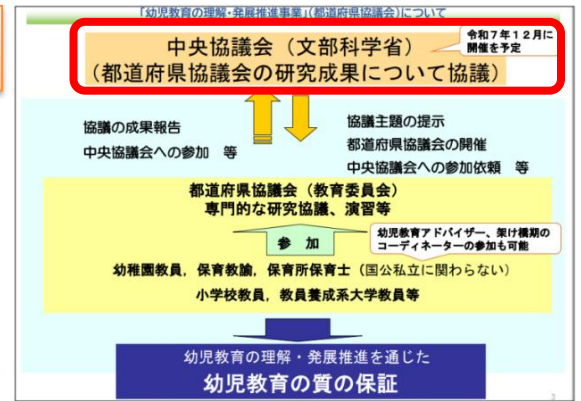 「幼児教育の理解・発展推進事業」(都道府県協議会)について
令和7年12月に
開催を予定
中央協議会(文部科学省)
(都道府県協議会の研究成果について協議)
協議の成果報告
中央協議会への参加 等
協議主題の提示
都道府県協議会の開催
中央協議会への参加依頼 等
都道府県協議会(教育委員会)
専門的な研究協議、演習等
参 加
幼児教育アドバイザー、架け橋期の
コーディネーターの参加も可能
幼稚園教員, 保育教諭, 保育所保育士(国公私立に関わらない)
小学校教員, 教員養成系大学教員等
幼児教育の理解・発展推進を通じた
幼児教育の質の保証
3